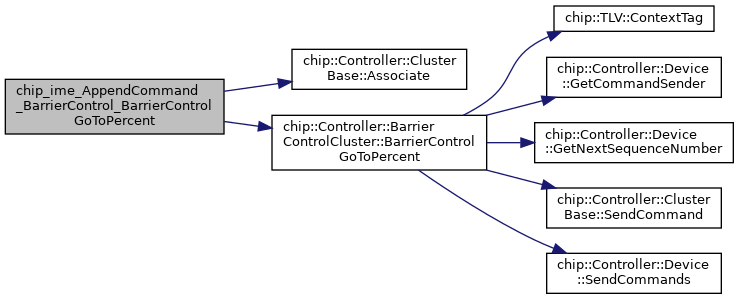 chip_ime_AppendCommand
_BarrierControl_BarrierControl
GoToPercent
chip::Controller::Cluster
Base::Associate
chip::Controller::Barrier
ControlCluster::BarrierControl
GoToPercent
chip::TLV::ContextTag
chip::Controller::Device
::GetCommandSender
chip::Controller::Device
::GetNextSequenceNumber
chip::Controller::Cluster
Base::SendCommand
chip::Controller::Device
::SendCommands